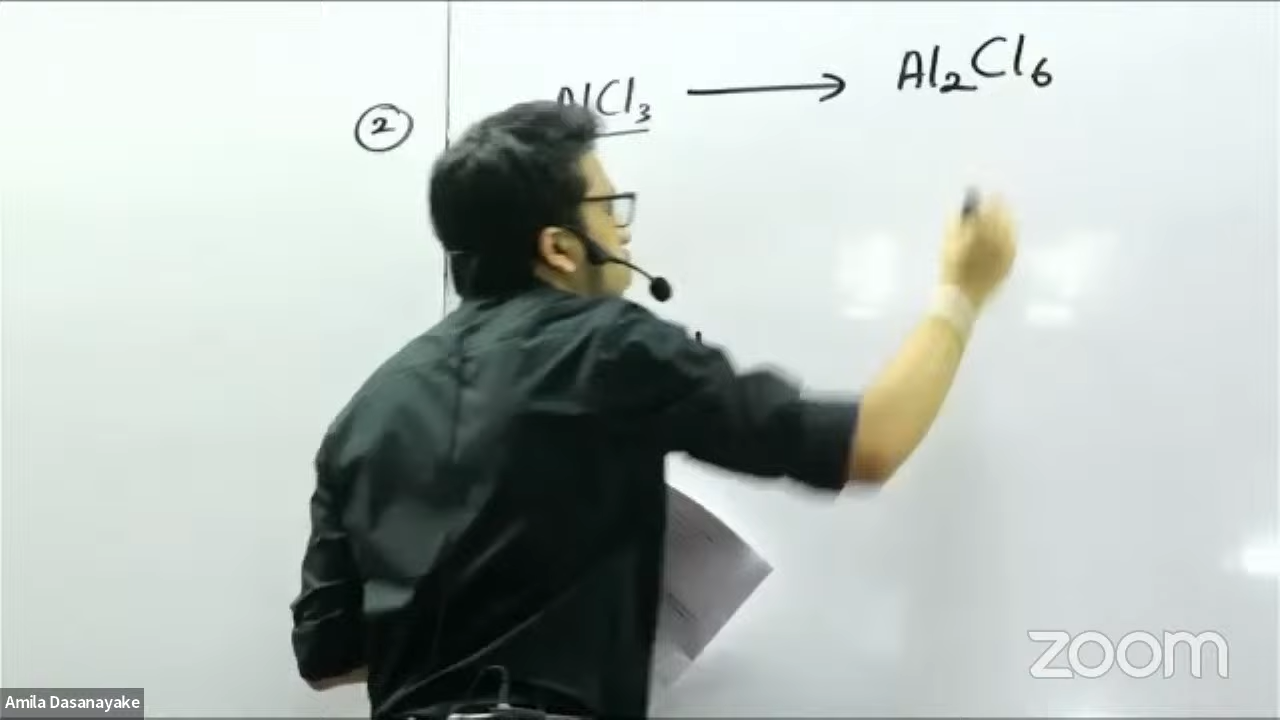 ② AlCl₃ ⟶ Al₂Cl₆
zoom
Amila Dasanayake